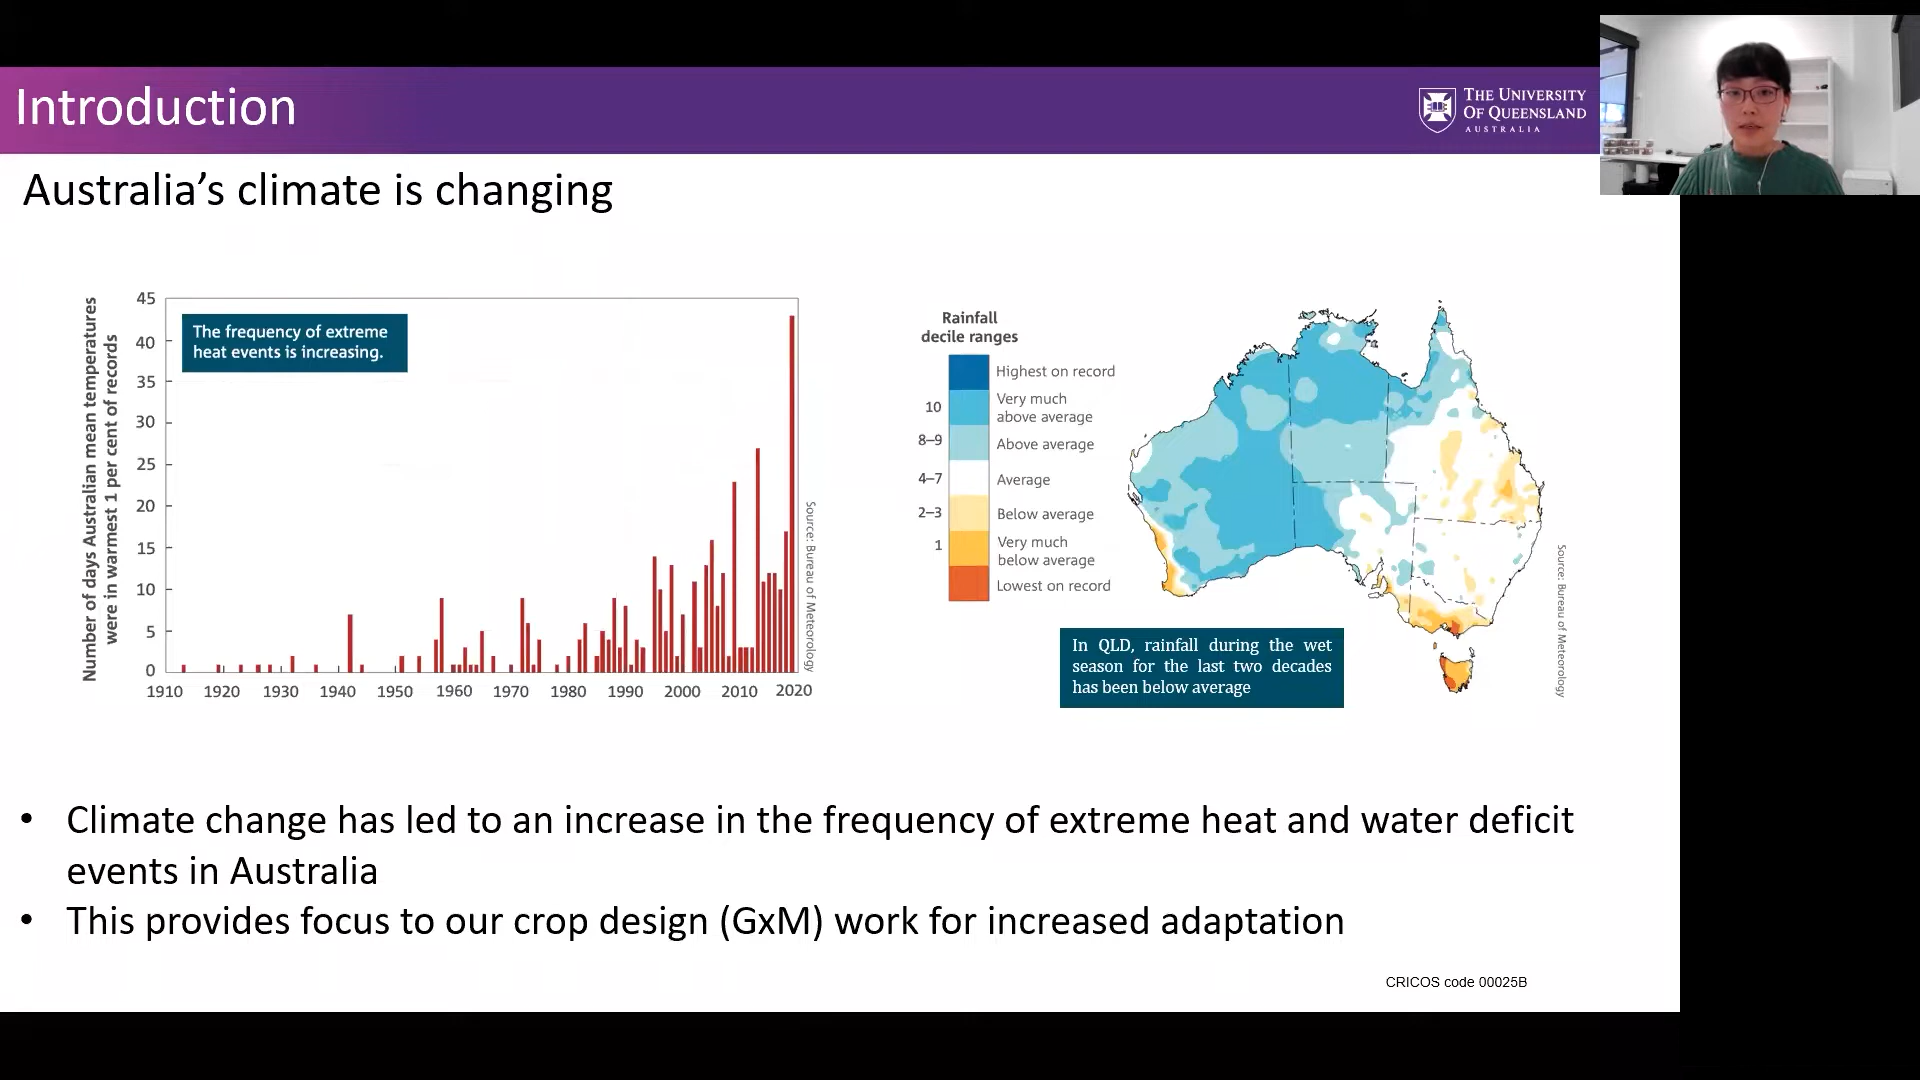 Introduction
THE UNIVERSITY
OF QUEENSLAND
AUSTRALIA
Australia's climate is changing
Number of days Australian mean temperatures
were in warmest 1 per cent of records
45
40
35
30
25
20
15
10
5
0
The frequency of extreme
heat events is increasing.
1910 1920 1930 1940 1950 1960 1970 1980 1990 2000 2010 2020
Source: Bureau of Meteorology
Rainfall
decile ranges
Highest on record
10 Very much
above average
8–9 Above average
4–7 Average
2–3 Below average
1 Very much
below average
Lowest on record
In QLD, rainfall during the wet
season for the last two decades
has been below average
Source: Bureau of Meteorology
• Climate change has led to an increase in the frequency of extreme heat and water deficit
events in Australia
• This provides focus to our crop design (GxM) work for increased adaptation
CRICOS code 00025B